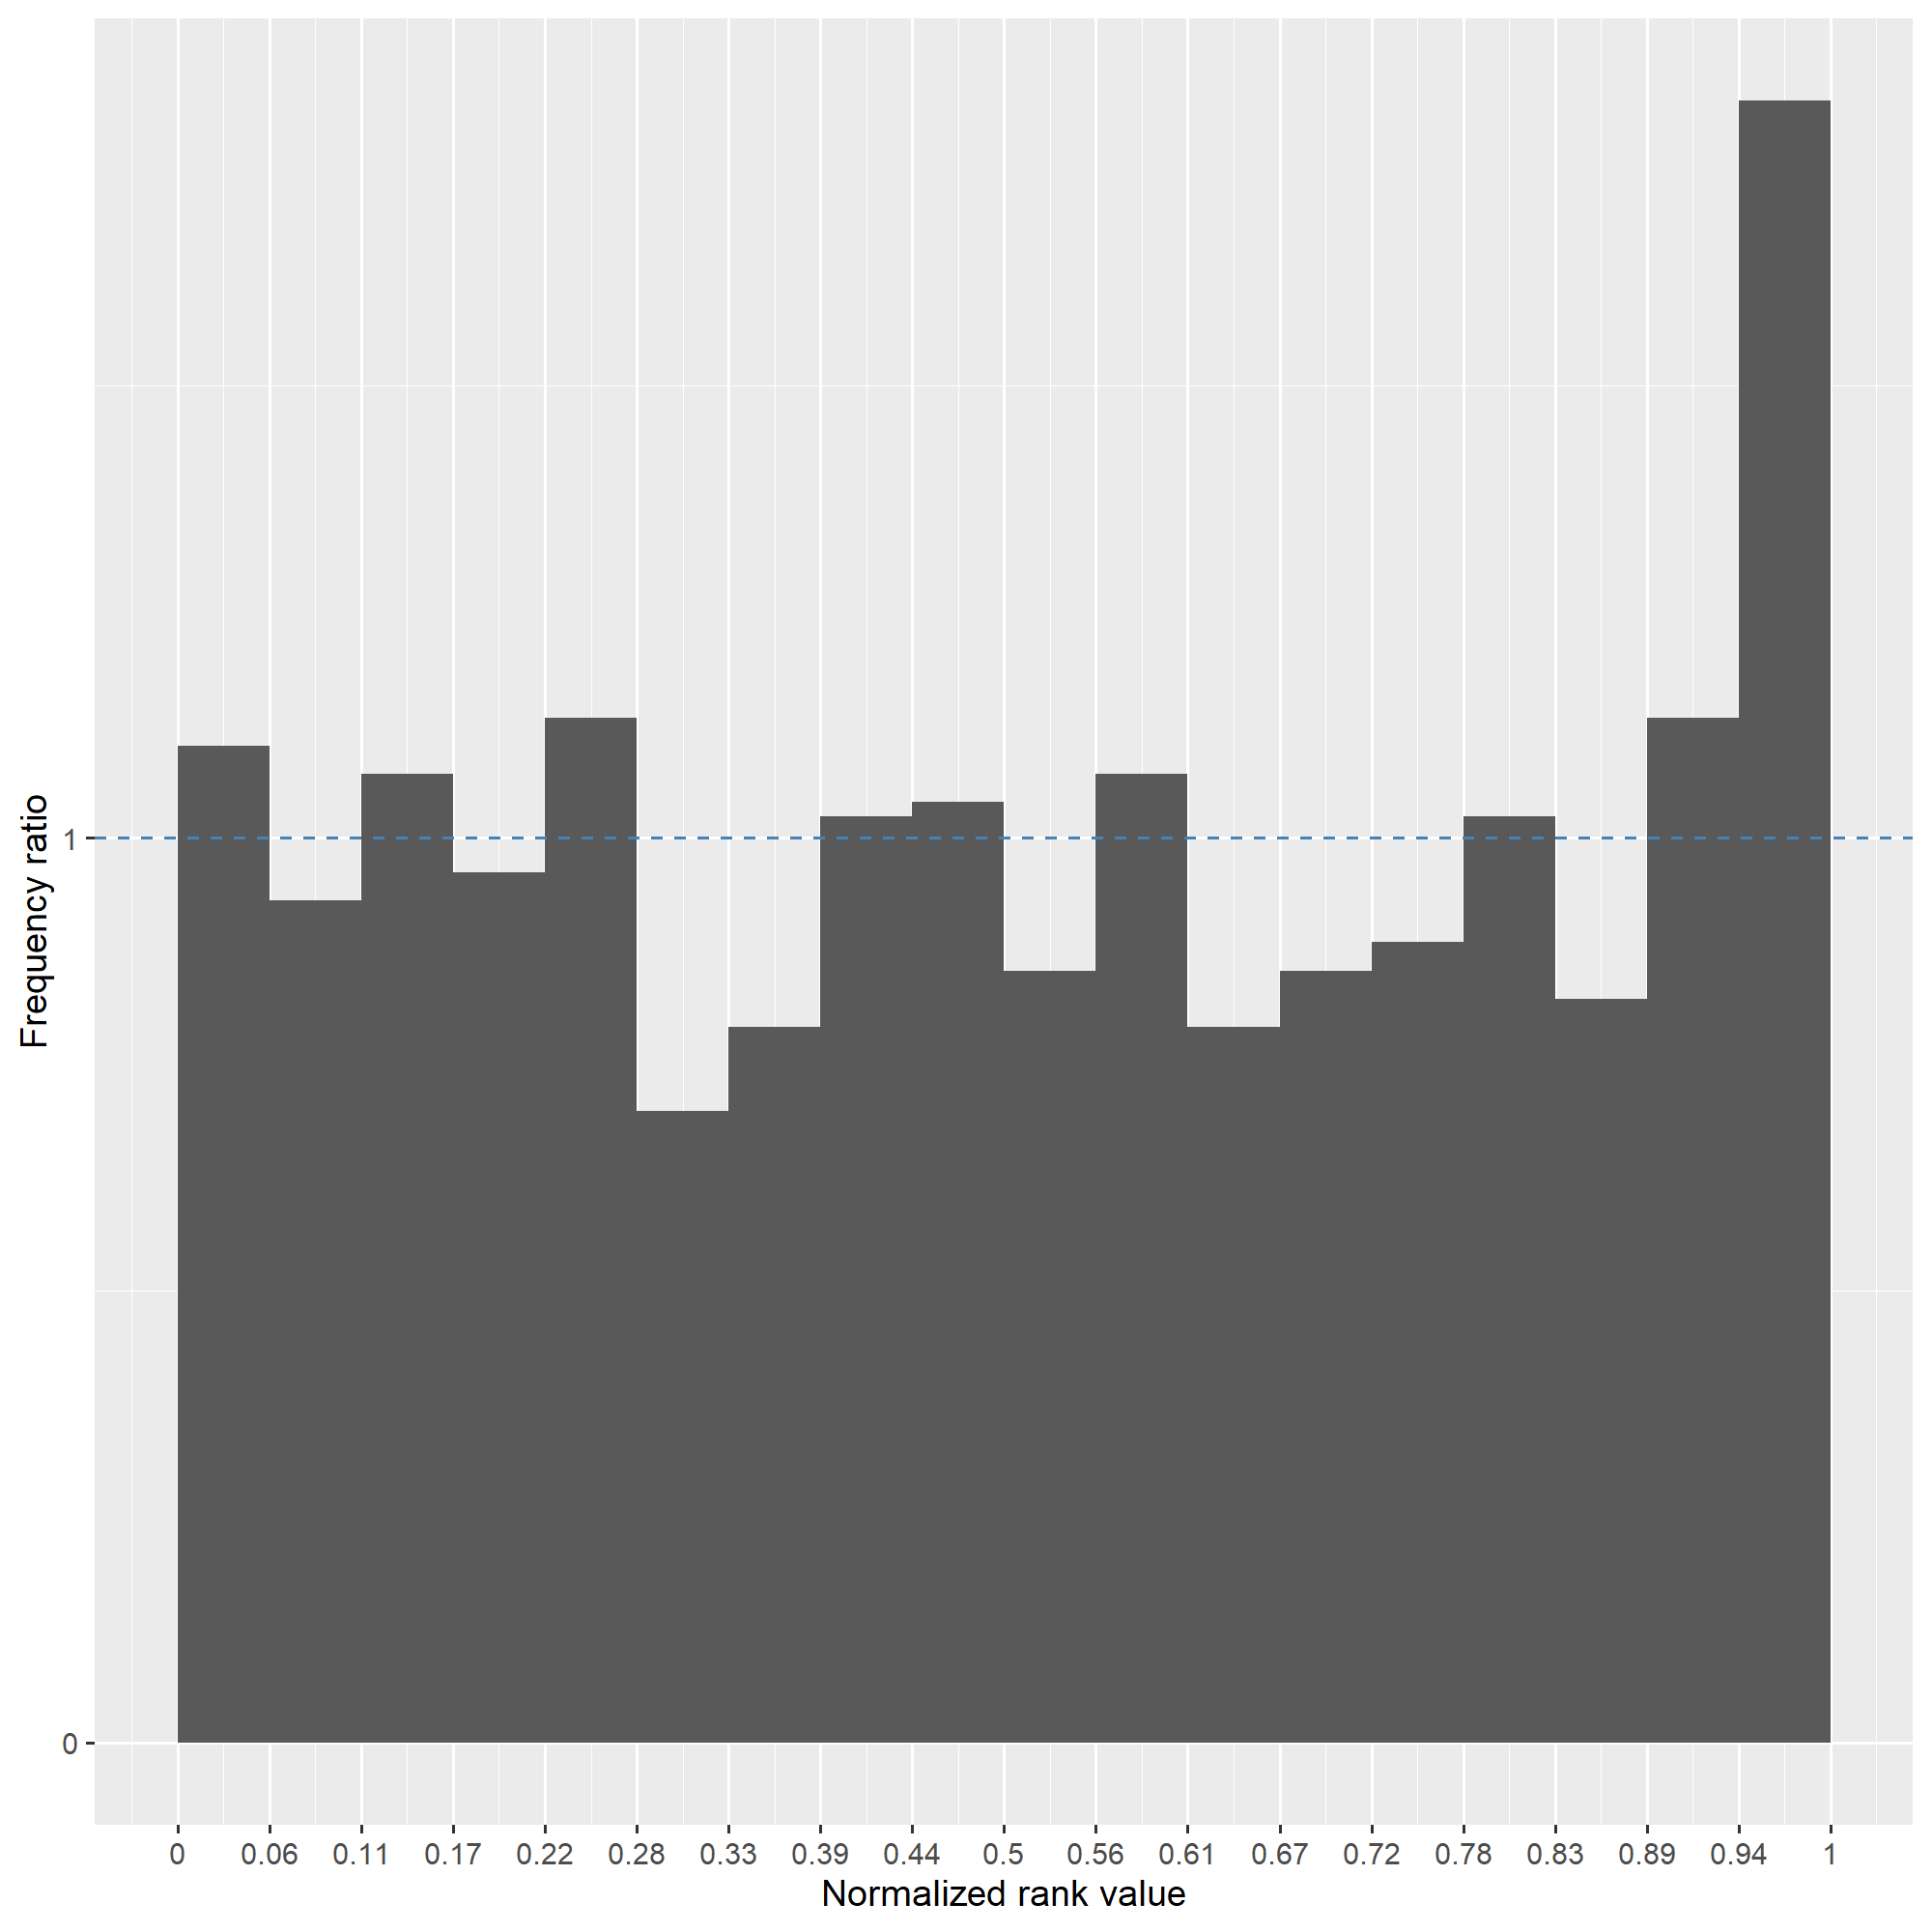 Frequency ratio
1
0
0 0.06 0.11 0.17 0.22 0.28 0.33 0.39 0.44 0.5 0.56 0.61 0.67 0.72 0.78 0.83 0.89 0.94 1
Normalized rank value